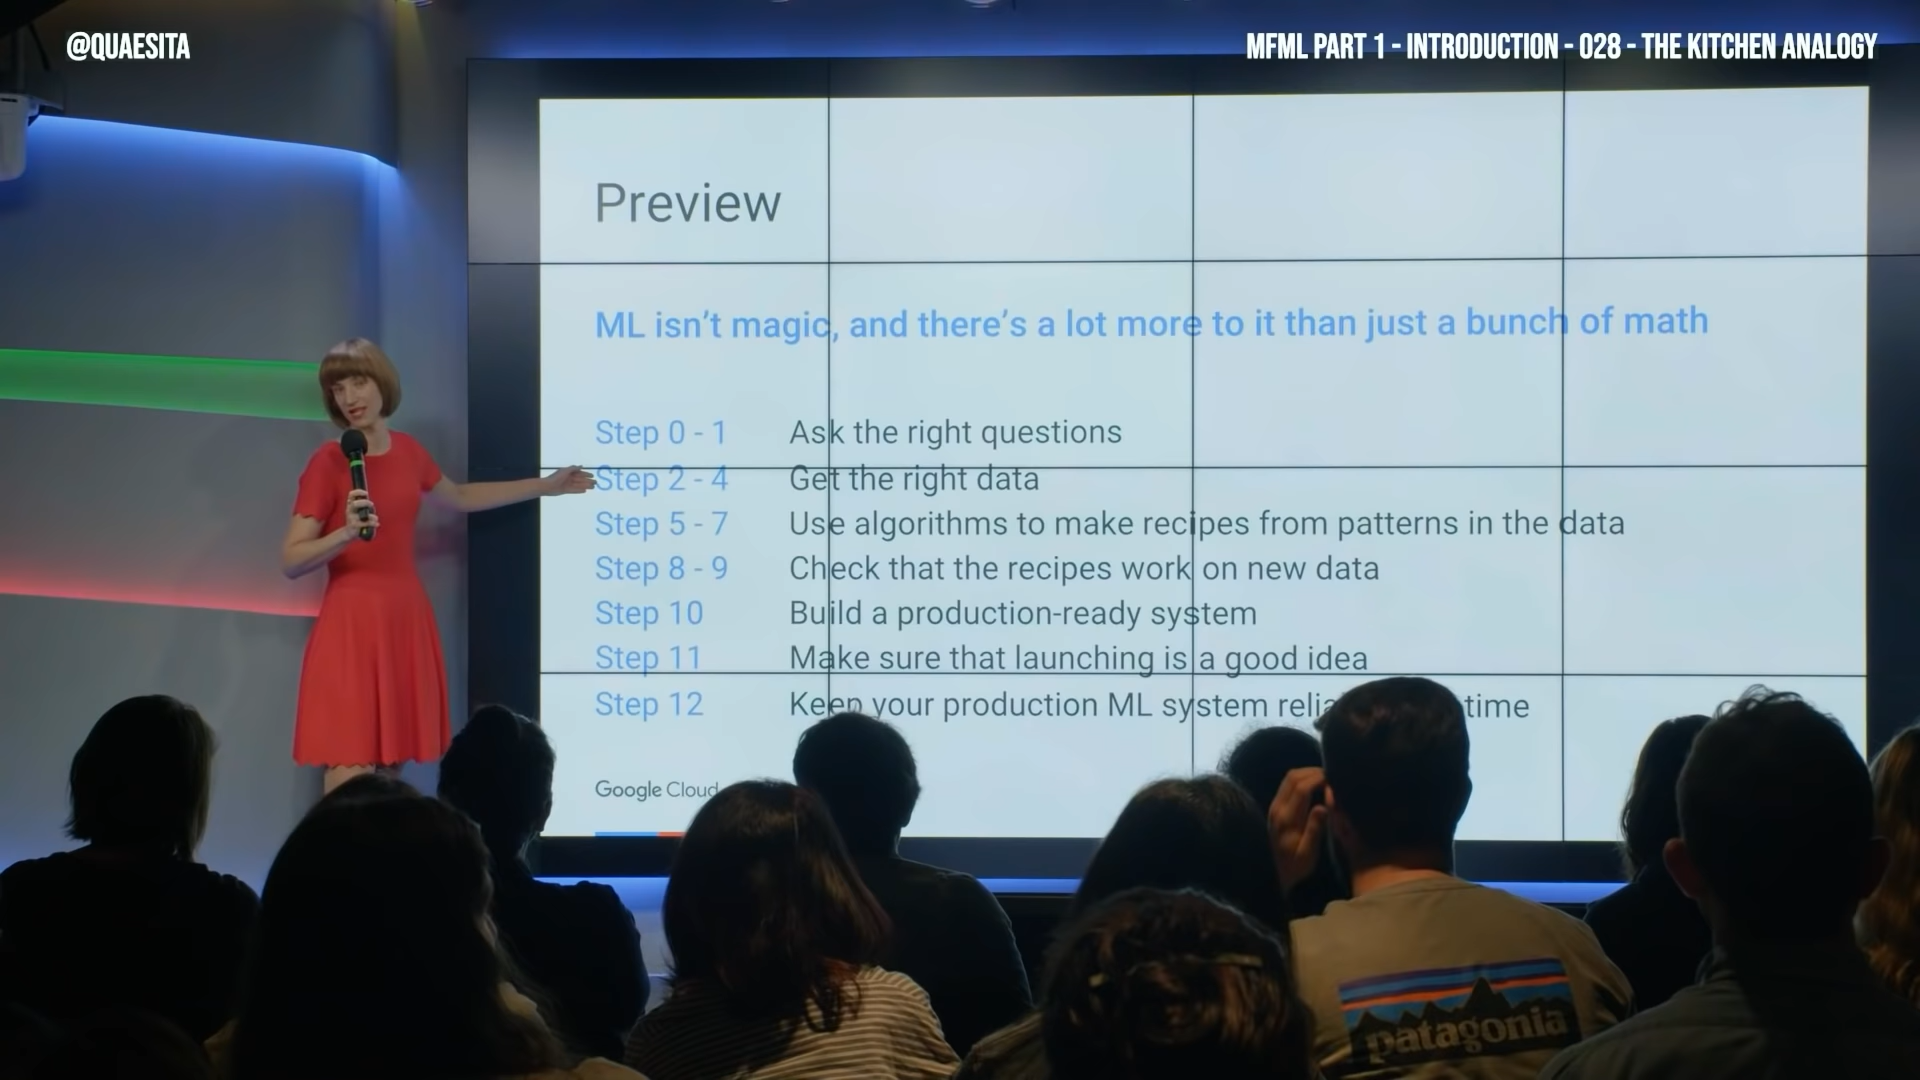 @QUAESITA
MFML PART 1 - INTRODUCTION - 028 - THE KITCHEN ANALOGY
Preview
ML isn't magic, and there's a lot more to it than just a bunch of math
Step 0 - 1 Ask the right questions
Step 2 - 4 Get the right data
Step 5 - 7 Use algorithms to make recipes from patterns in the data
Step 8 - 9 Check that the recipes work on new data
Step 10 Build a production-ready system
Step 11 Make sure that launching is a good idea
Step 12 Keep your production ML system time
Google Cloud
patagonia